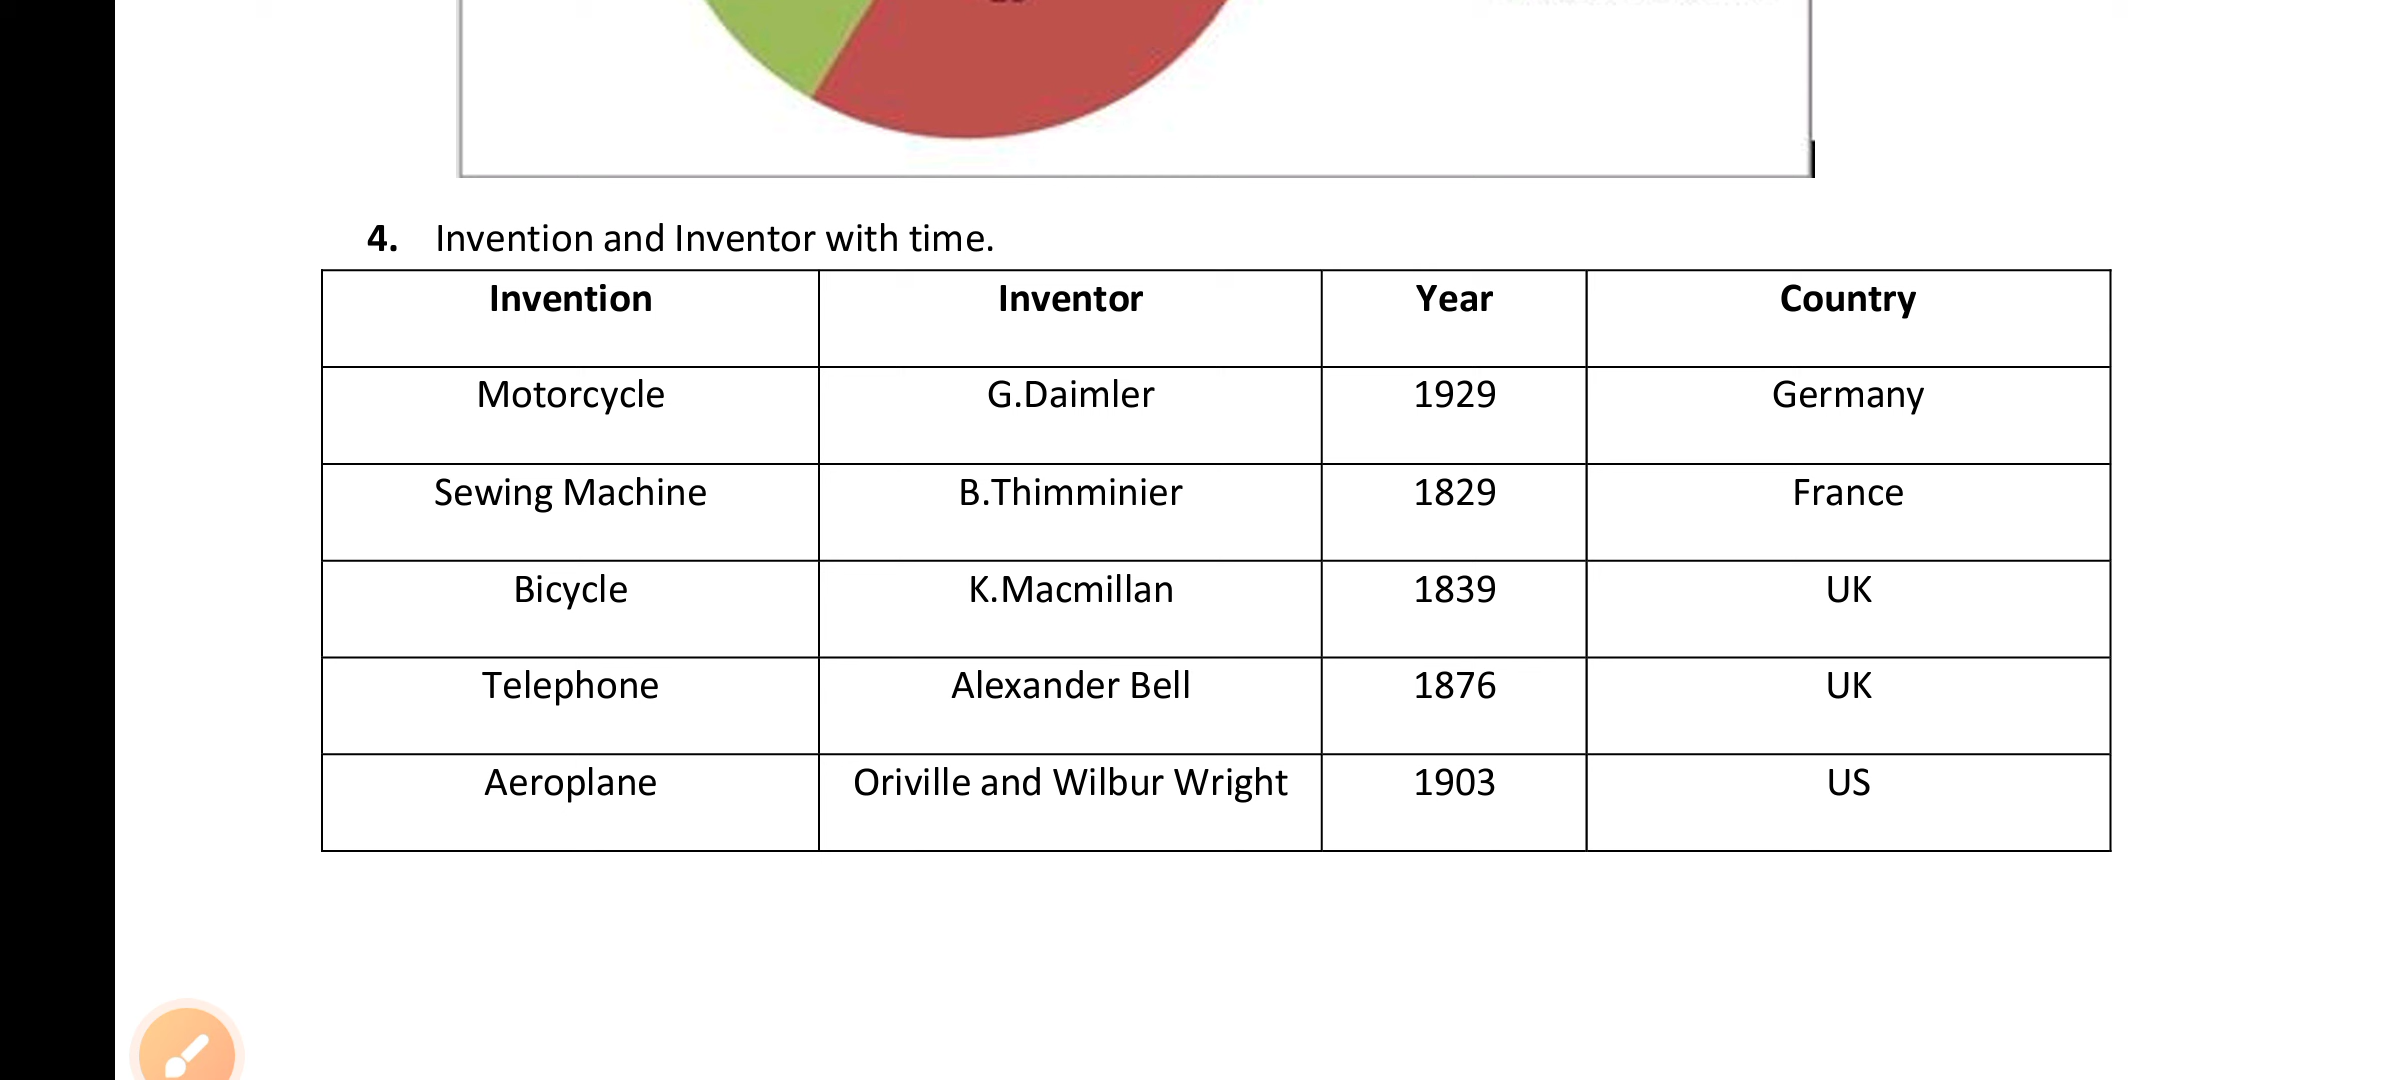 4. Invention and Inventor with time.
Invention Inventor Year Country
Motorcycle G.Daimler 1929 Germany
Sewing Machine B.Thimminier 1829 France
Bicycle K.Macmillan 1839 UK
Telephone Alexander Bell 1876 UK
Aeroplane Oriville and Wilbur Wright 1903 US